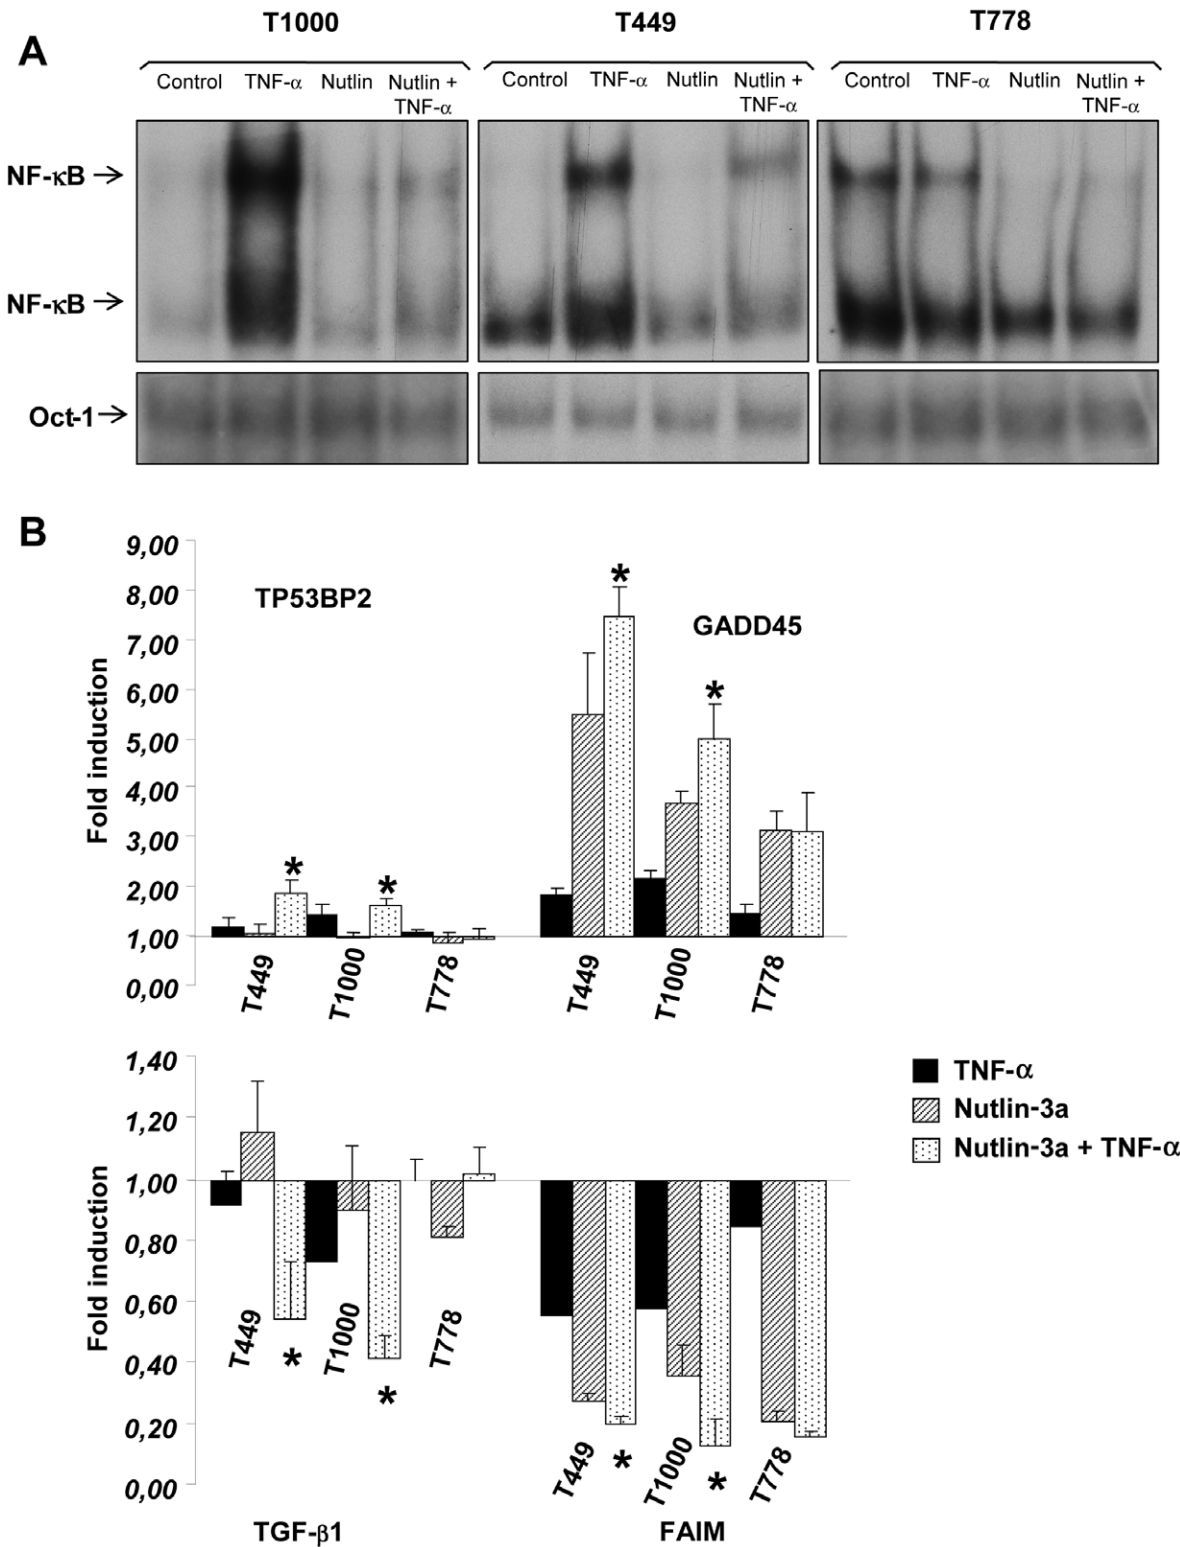 T1000 T449 T778
A
Control TNF-α Nutlin Nutlin + TNF-α Control TNF-α Nutlin Nutlin + TNF-α Control TNF-α Nutlin Nutlin + TNF-α
NF-κB →
NF-κB →
Oct-1→
B
9,00
8,00
7,00
6,00
5,00
4,00
3,00
2,00
1,00
0,00
Fold induction
TP53BP2
GADD45
*
*
*
*
T449 T1000 T778 T449 T1000 T778
1,40
1,20
1,00
0,80
0,60
0,40
0,20
0,00
Fold induction
T449 T1000 T778
*
*
T449 T1000 T778
*
*
TGF-β1 FAIM
TNF-α
Nutlin-3a
Nutlin-3a + TNF-α